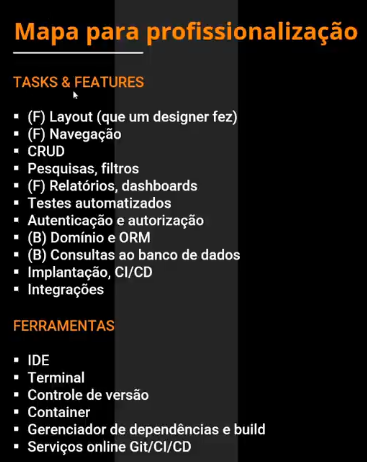 Mapa para profissionalização
TASKS & FEATURES
▪ (F) Layout (que um designer fez)
▪ (F) Navegação
▪ CRUD
▪ Pesquisas, filtros
▪ (F) Relatórios, dashboards
▪ Testes automatizados
▪ Autenticação e autorização
▪ (B) Domínio e ORM
▪ (B) Consultas ao banco de dados
▪ Implantação, CI/CD
▪ Integrações
FERRAMENTAS
▪ IDE
▪ Terminal
▪ Controle de versão
▪ Container
▪ Gerenciador de dependências e build
▪ Serviços online Git/CI/CD